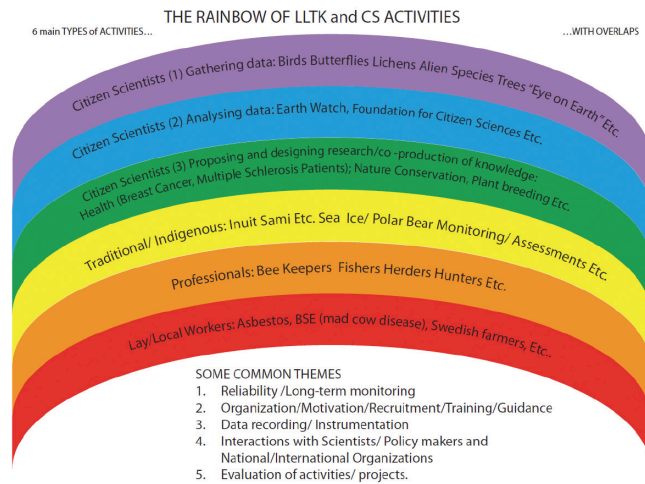 THE RAINBOW OF LLTK and CS ACTIVITIES
6 main TYPES of ACTIVITIES...
...WITH OVERLAPS
Citizen Scientists (1) Gathering data: Birds Butterflies Lichens Alien Species Trees "Eye on Earth" Etc.
Citizen Scientists (2) Analysing data: Earth Watch, Foundation for Citizen Sciences Etc.
Citizen Scientists (3) Proposing and designing research/co -production of knowledge:
Health (Breast Cancer, Multiple Schlerosis Patients); Nature Conservation, Plant breeding Etc.
Traditional/ Indigenous: Inuit Sami Etc. Sea Ice/ Polar Bear Monitoring/ Assessments Etc.
Professionals: Bee Keepers Fishers Herders Hunters Etc.
Lay/Local Workers: Asbestos, BSE (mad cow disease), Swedish farmers, Etc..
SOME COMMON THEMES
1. Reliability /Long-term monitoring
2. Organization/Motivation/Recruitment/Training/Guidance
3. Data recording/ Instrumentation
4. Interactions with Scientists/ Policy makers and
National/International Organizations
5. Evaluation of activities/ projects.